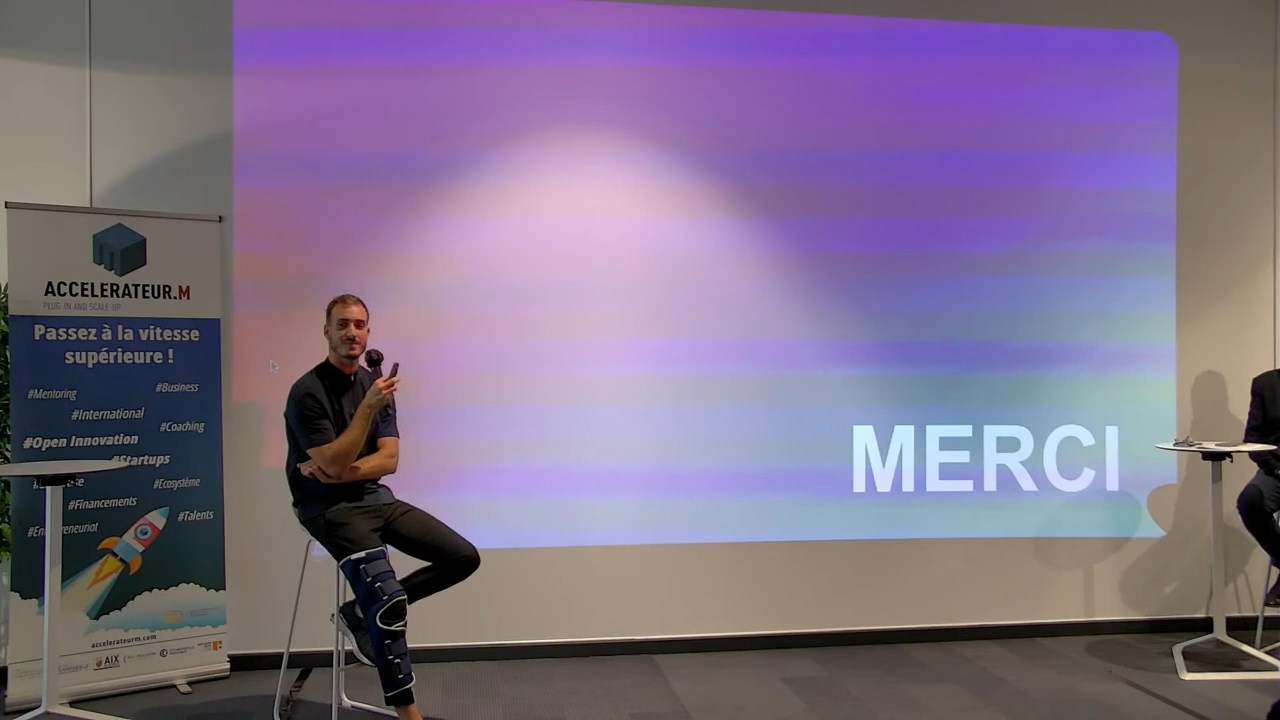 ACCELERATEUR.M
PLUG-IN AND SCALE UP
Passez à la vitesse
supérieure !
#Mentoring
#Business
#International
#Coaching
#Open Innovation
#Startups
#Ecosystème
#Financements
#Talents
accelerateurm.com
AIX
MERCI